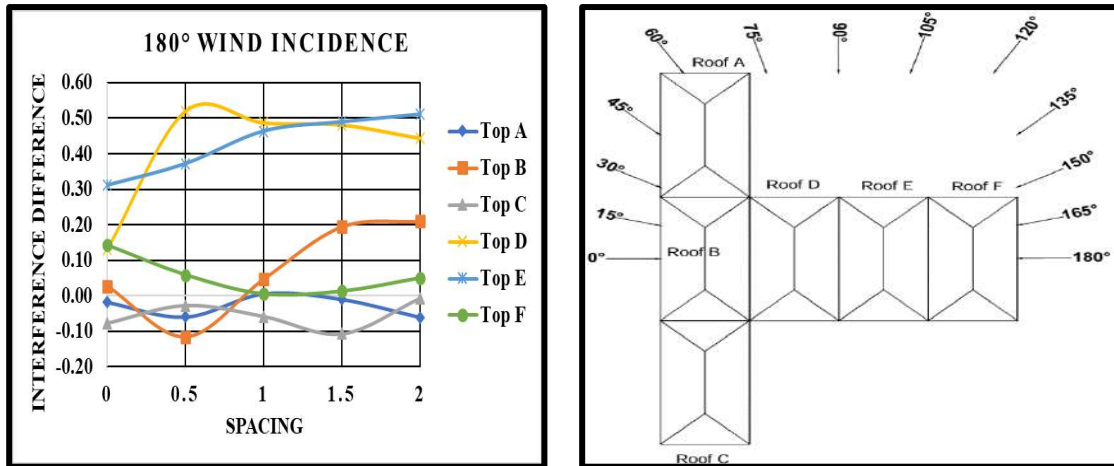 180° WIND INCIDENCE
INTERFERENCE DIFFERENCE
0.60
0.50
0.40
0.30
0.20
0.10
0.00
-0.10
-0.20
0 0.5 1 1.5 2
SPACING
Top A
Top B
Top C
Top D
Top E
Top F
60° 75° 90° 105° 120°
Roof A
45° 135°
30° 150°
Roof D Roof E Roof F
15° 165°
0° Roof B 180°
Roof C